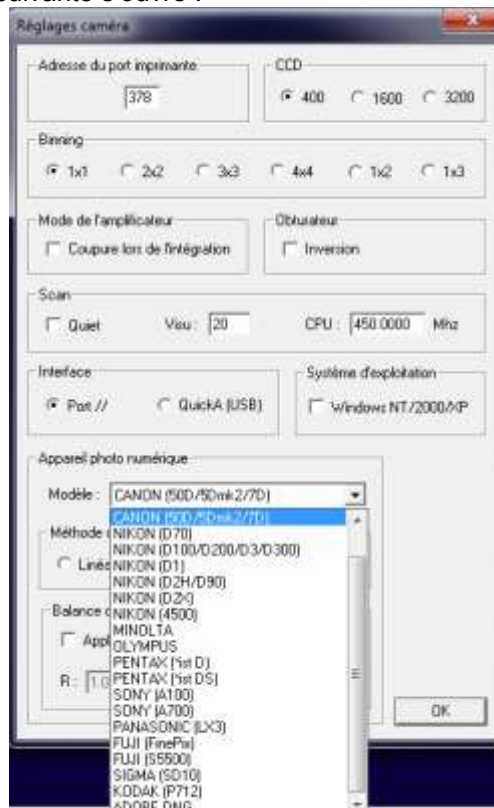 Réglages caméra
Adresse du port imprimante
378
CCD
400 1600 3200
Binning
1x1 2x2 3x3 4x4 1x2 1x3
Mode de l'amplificateur
Coupure lors de l'intégration
Obturateur
Inversion
Scan
Quiet Visu : 20 CPU : 450.0000 Mhz
Interface
Port // QuickA (USB)
Système d'exploitation
Windows NT/2000/XP
Appareil photo numérique
Modèle : CANON (50D/5Dmk2/7D)
CANON (50D/5Dmk2/7D)
Méthode
NIKON (D70)
NIKON (D100/D200/D3/D300)
NIKON (D1)
NIKON (D2H/D90)
NIKON (D2X)
Balance
NIKON (4500)
MINOLTA
OLYMPUS
PENTAX (*ist D)
PENTAX (*ist DS)
R :
SONY (A100)
SONY (A700)
PANASONIC (LX3)
FUJI (FinePix)
FUJI (S5500)
SIGMA (SD10)
KODAK (P712)
ADOBE DNG
OK